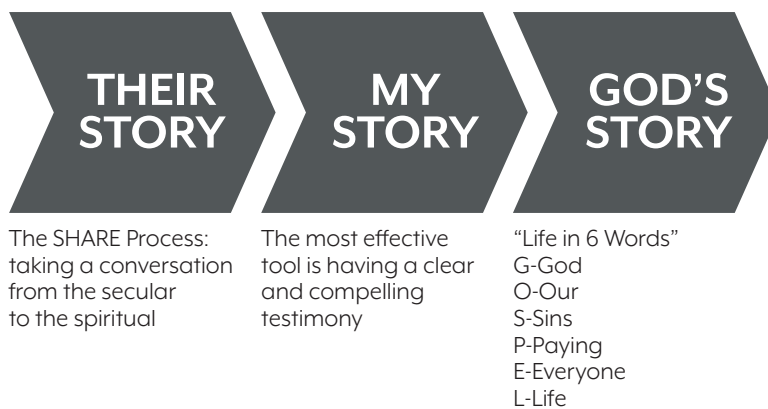 THEIR
STORY
The SHARE Process:
taking a conversation
from the secular
to the spiritual
MY
STORY
The most effective
tool is having a clear
and compelling
testimony
GOD’S
STORY
“Life in 6 Words”
G-God
O-Our
S-Sins
P-Paying
E-Everyone
L-Life